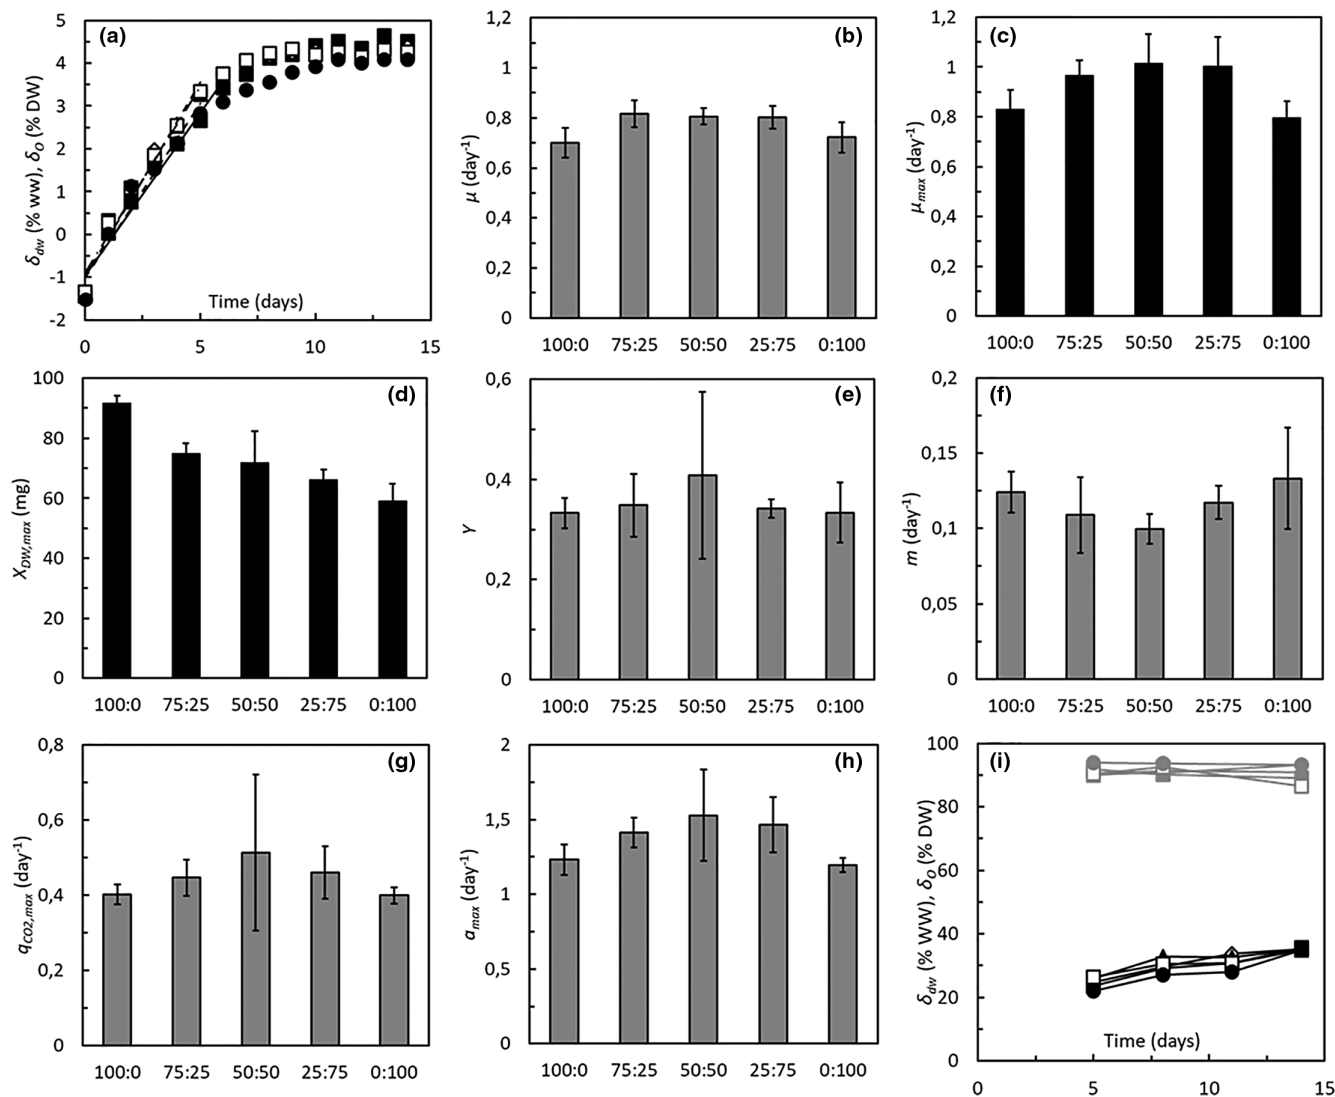 (a)
δdw (% ww), δO (% DW)
5
4
3
2
1
0
-1
-2
Time (days)
0 5 10 15
(b)
μ (day-1)
1,2
1
0,8
0,6
0,4
0,2
0
100:0 75:25 50:50 25:75 0:100
(c)
μmax (day-1)
1,2
1
0,8
0,6
0,4
0,2
0
100:0 75:25 50:50 25:75 0:100
(d)
XDW,max (mg)
100
80
60
40
20
0
100:0 75:25 50:50 25:75 0:100
(e)
Y
0,6
0,4
0,2
0
100:0 75:25 50:50 25:75 0:100
(f)
m (day-1)
0,2
0,15
0,1
0,05
0
100:0 75:25 50:50 25:75 0:100
(g)
qCO2,max (day-1)
0,8
0,6
0,4
0,2
0
100:0 75:25 50:50 25:75 0:100
(h)
amax (day-1)
2
1,5
1
0,5
0
100:0 75:25 50:50 25:75 0:100
(i)
δdw (% WW), δO (% DW)
100
80
60
40
20
0
Time (days)
0 5 10 15